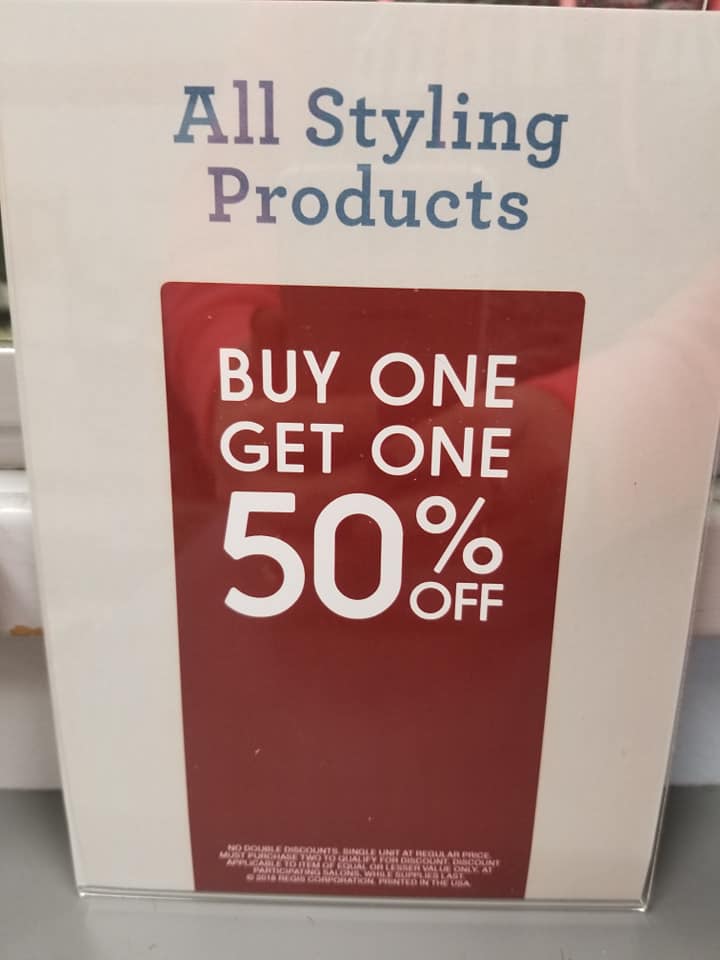 All Styling
Products
BUY ONE
GET ONE
50%
OFF
NO DOUBLE DISCOUNTS. SINGLE UNIT AT REGULAR PRICE.
MUST PURCHASE TWO TO QUALIFY FOR DISCOUNT. DISCOUNT
APPLICABLE TO ITEM OF EQUAL OR LESSER VALUE ONLY. AT
PARTICIPATING SALONS. WHILE SUPPLIES LAST.
© 2018 REGIS CORPORATION. PRINTED IN THE USA.